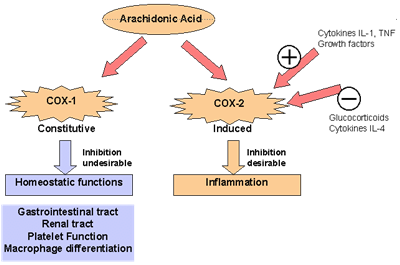 Arachidonic Acid
Cytokines IL-1, TNF
Growth factors
COX-1
COX-2
Glucocorticoids
Cytokines IL-4
Constitutive
Induced
Inhibition
undesirable
Inhibition
desirable
Homeostatic functions
Inflammation
Gastrointestinal tract
Renal tract
Platelet Function
Macrophage differentiation